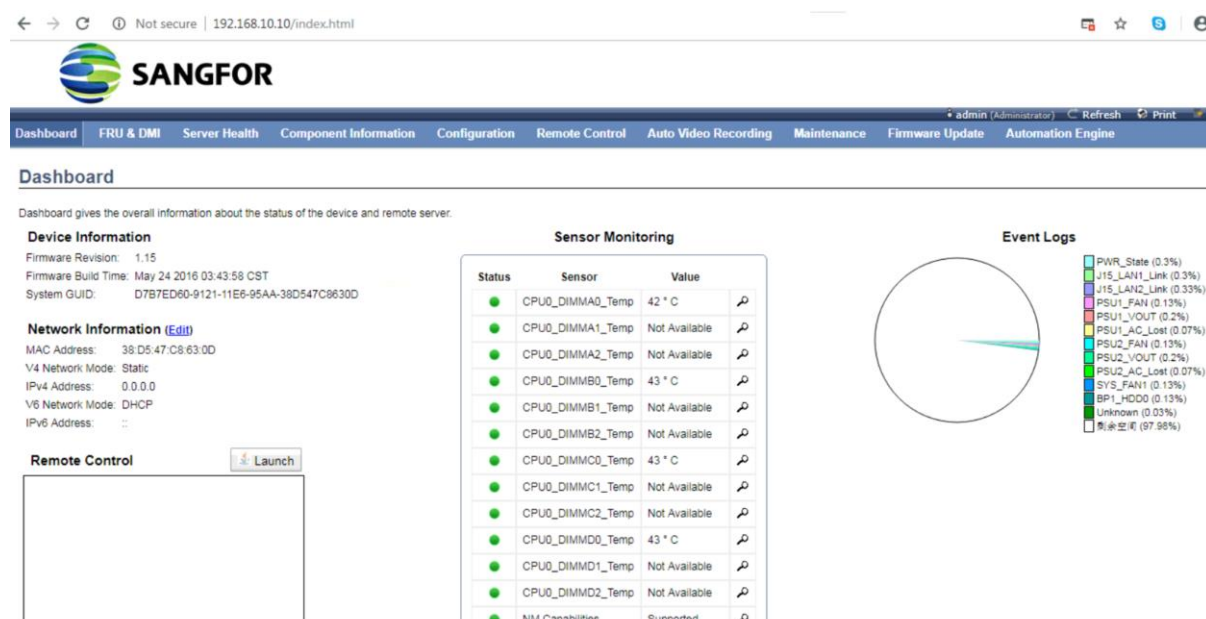 Not secure | 192.168.10.10/index.html
SANGFOR
admin (Administrator) Refresh Print
Dashboard FRU & DMI Server Health Component Information Configuration Remote Control Auto Video Recording Maintenance Firmware Update Automation Engine
Dashboard
Dashboard gives the overall information about the status of the device and remote server.
Device Information
Firmware Revision: 1.15
Firmware Build Time: May 24 2016 03:43:58 CST
System GUID: D7B7ED60-9121-11E6-95AA-38D547C8630D
Network Information (Edit)
MAC Address: 38:D5:47:C8:63:0D
V4 Network Mode: Static
IPv4 Address: 0.0.0.0
V6 Network Mode: DHCP
IPv6 Address: ::
Remote Control Launch
Sensor Monitoring
Status Sensor Value
CPU0_DIMMA0_Temp 42 ° C
CPU0_DIMMA1_Temp Not Available
CPU0_DIMMA2_Temp Not Available
CPU0_DIMMB0_Temp 43 ° C
CPU0_DIMMB1_Temp Not Available
CPU0_DIMMB2_Temp Not Available
CPU0_DIMMC0_Temp 43 ° C
CPU0_DIMMC1_Temp Not Available
CPU0_DIMMC2_Temp Not Available
CPU0_DIMMD0_Temp 43 ° C
CPU0_DIMMD1_Temp Not Available
CPU0_DIMMD2_Temp Not Available
NM Capabilities Supported
Event Logs
PWR_State (0.3%)
J15_LAN1_Link (0.3%)
J15_LAN2_Link (0.33%)
PSU1_FAN (0.13%)
PSU1_VOUT (0.2%)
PSU1_AC_Lost (0.07%)
PSU2_FAN (0.13%)
PSU2_VOUT (0.2%)
PSU2_AC_Lost (0.07%)
SYS_FAN1 (0.13%)
BP1_HDD0 (0.13%)
Unknown (0.03%)
剩余空间 (97.98%)